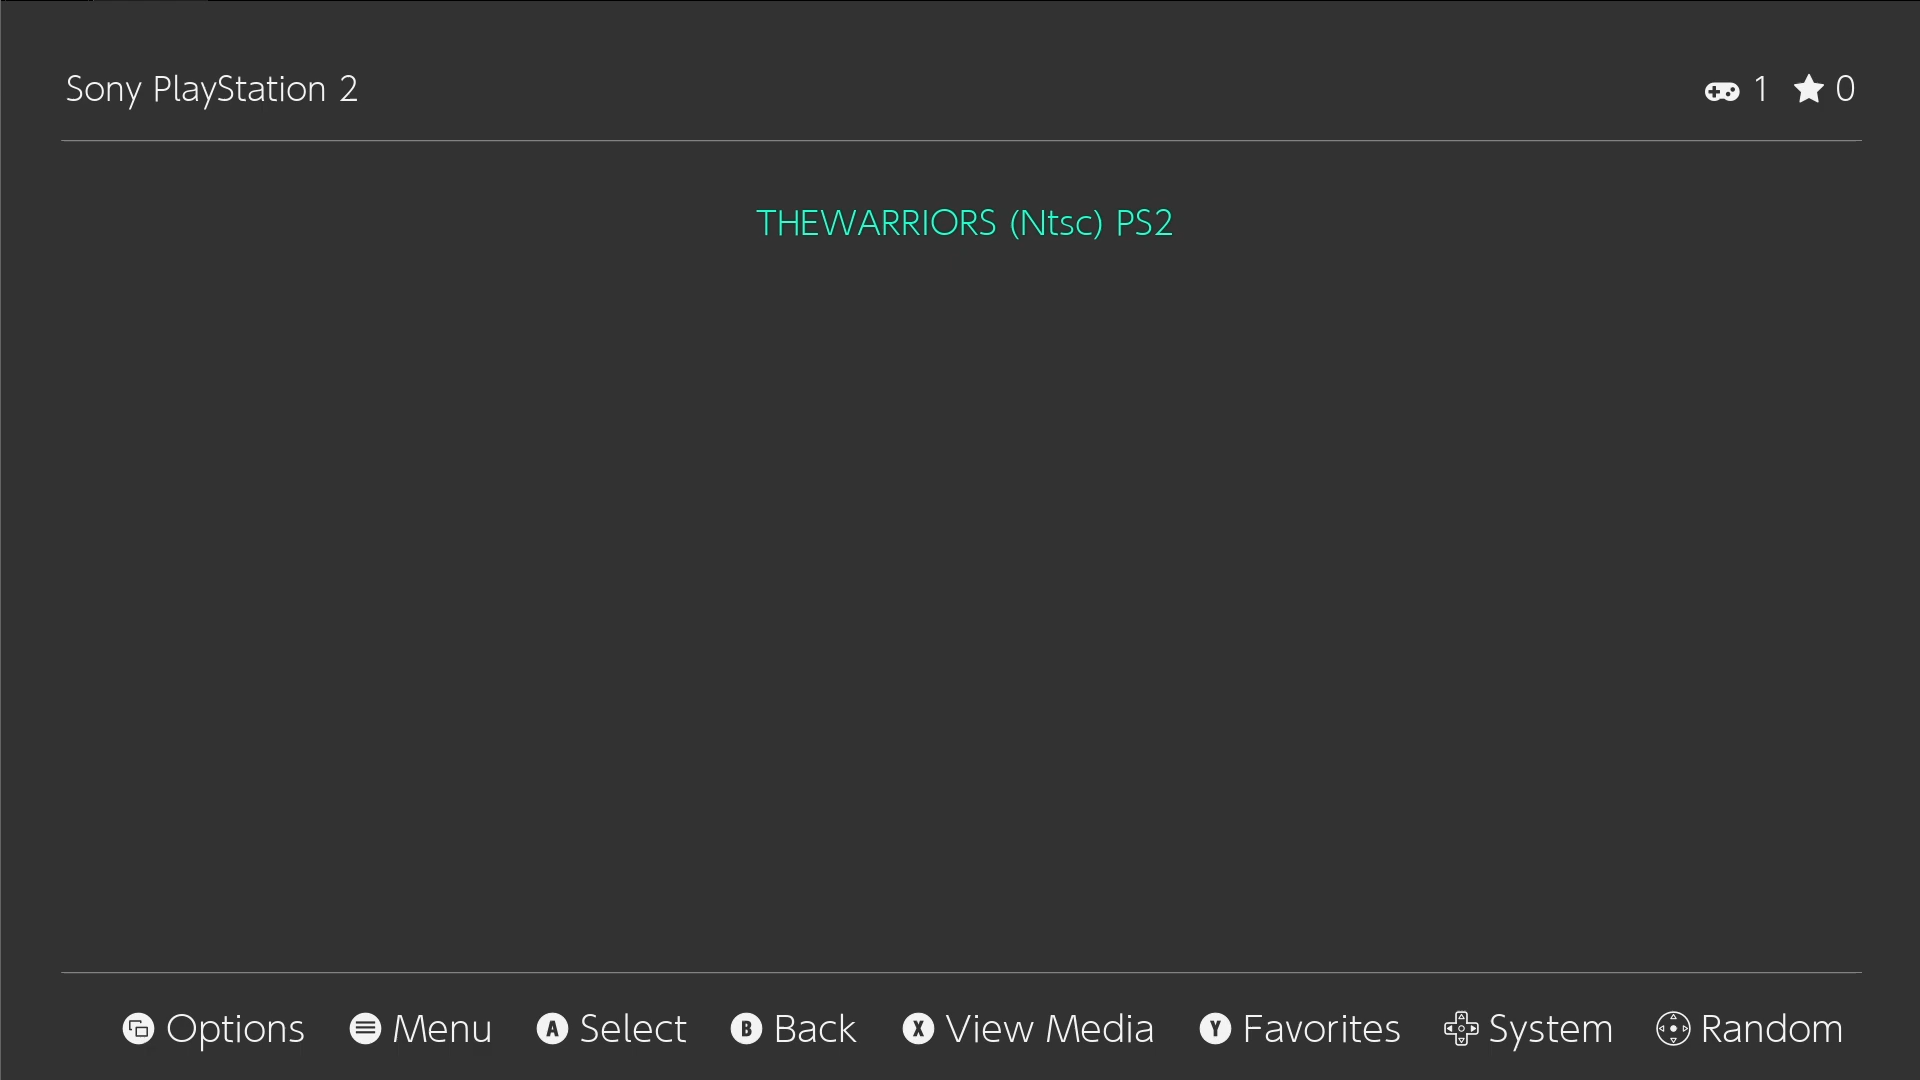 Sony PlayStation 2
1 0
THEWARRIORS (Ntsc) PS2
Options Menu A Select B Back X View Media Y Favorites System Random